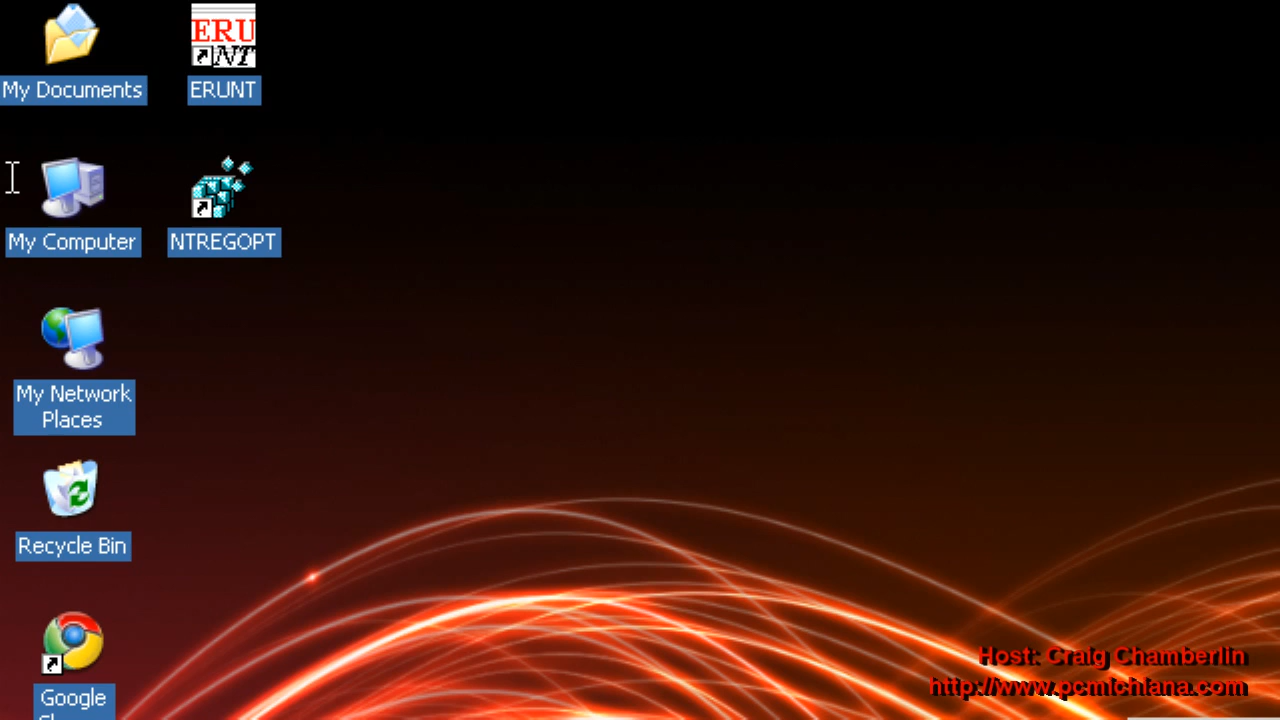 My Documents
ERU
NT
ERUNT
My Computer
NTREGOPT
My Network
Places
Recycle Bin
Google
Host: Craig Chamberlin
http://www.pcmichiana.com